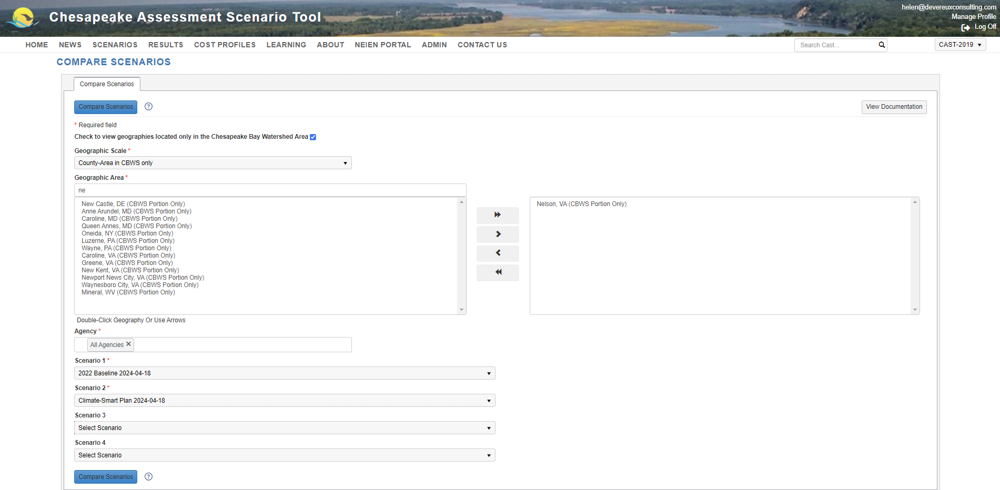 Chesapeake Assessment Scenario Tool
helen@devereuxconsulting.com
Manage Profile
Log Off
HOME NEWS SCENARIOS RESULTS COST PROFILES LEARNING ABOUT NEIEN PORTAL ADMIN CONTACT US
Search Cast...
CAST-2019
COMPARE SCENARIOS
Compare Scenarios
Compare Scenarios ?
View Documentation
* Required field
Check to view geographies located only in the Chesapeake Bay Watershed Area
Geographic Scale *
County-Area in CBWS only
Geographic Area *
ne
New Castle, DE (CBWS Portion Only)
Anne Arundel, MD (CBWS Portion Only)
Caroline, MD (CBWS Portion Only)
Queen Annes, MD (CBWS Portion Only)
Oneida, NY (CBWS Portion Only)
Luzerne, PA (CBWS Portion Only)
Wayne, PA (CBWS Portion Only)
Caroline, VA (CBWS Portion Only)
Greene, VA (CBWS Portion Only)
New Kent, VA (CBWS Portion Only)
Newport News City, VA (CBWS Portion Only)
Waynesboro City, VA (CBWS Portion Only)
Mineral, WV (CBWS Portion Only)
Nelson, VA (CBWS Portion Only)
Double-Click Geography Or Use Arrows
Agency *
All Agencies
Scenario 1 *
2022 Baseline 2024-04-18
Scenario 2 *
Climate-Smart Plan 2024-04-18
Scenario 3
Select Scenario
Scenario 4
Select Scenario
Compare Scenarios ?